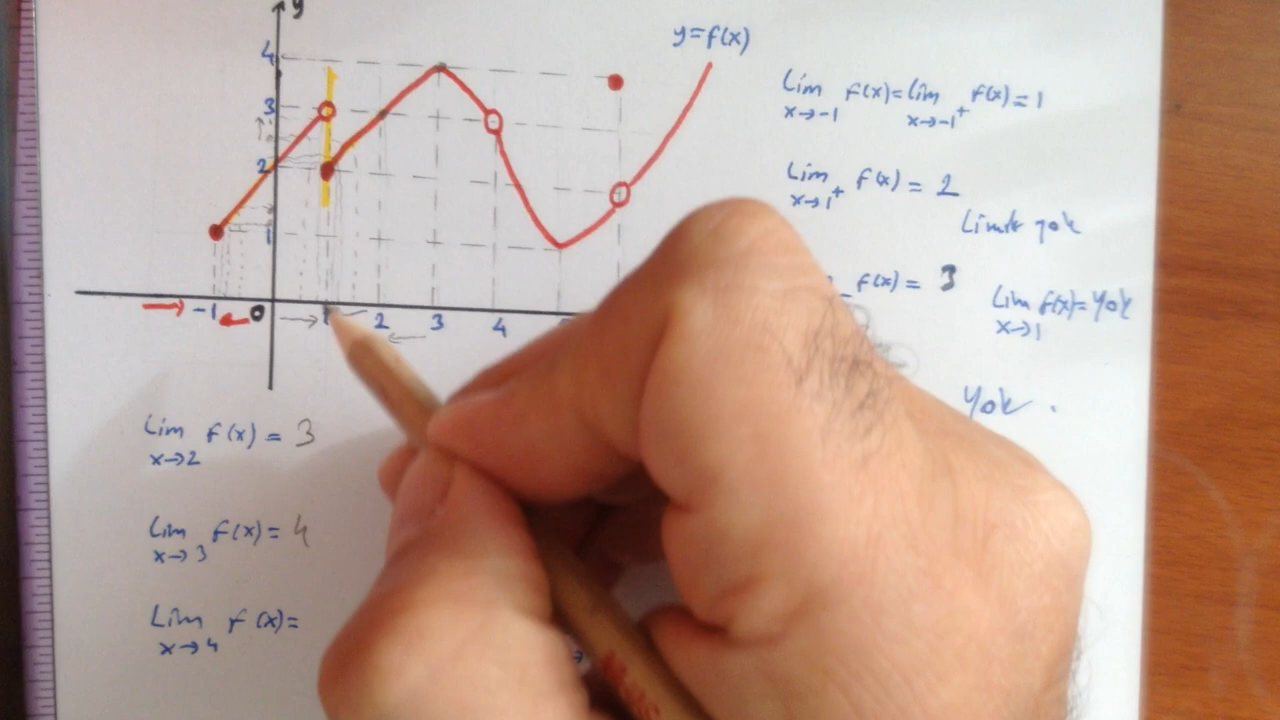 y
y=f(x)
4
3
2
1
-1 0 1 2 3 4
Lim f(x)=Lim f(x)=1
x→-1 x→-1⁺
Lim f(x)= 2
x→1⁺
Limit yok
f(x)= 3
Lim f(x)=Yok
x→1
Yok.
Lim f(x)= 3
x→2
Lim f(x)= 4
x→3
Lim f(x)=
x→4